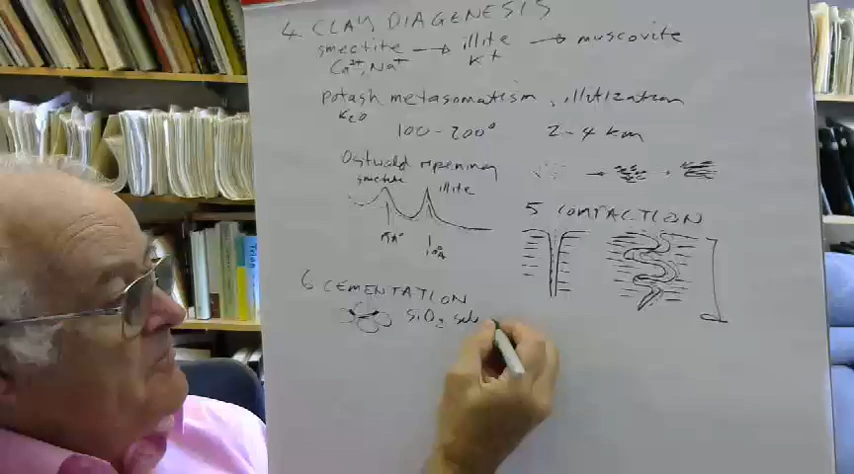 4 CLAY DIAGENESIS
smectite → illite → muscovite
Ca²⁺, Na⁺ K⁺
Potash metasomatism, illitization
K₂O
100-200° 2-4 km
Ostwald ripening
smectite illite
10Å
5 COMPACTION
6 CEMENTATION
SiO₂